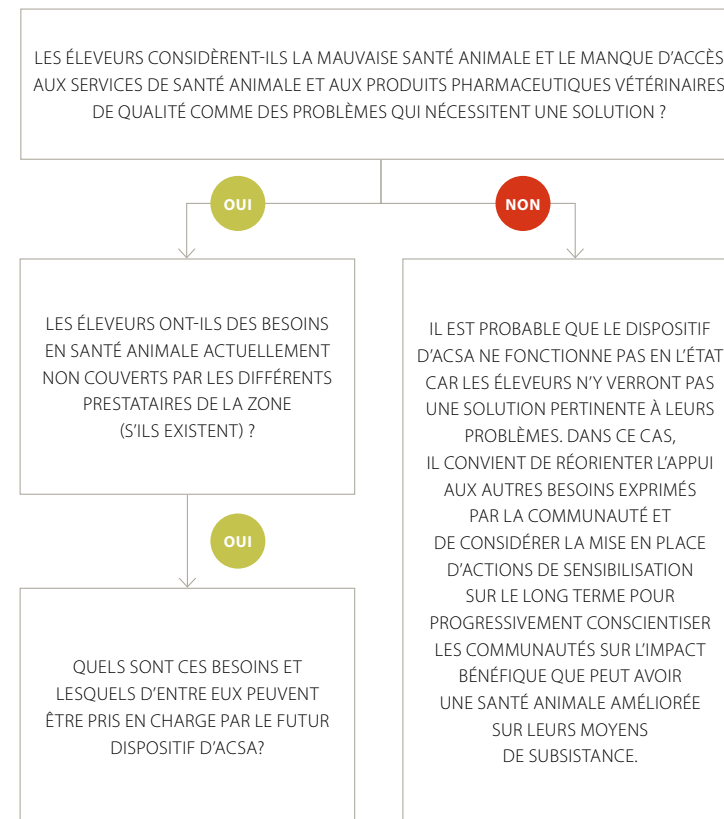 LES ÉLEVEURS CONSIDÈRENT-ILS LA MAUVAISE SANTÉ ANIMALE ET LE MANQUE D'ACCÈS
AUX SERVICES DE SANTÉ ANIMALE ET AUX PRODUITS PHARMACEUTIQUES VÉTÉRINAIRES
DE QUALITÉ COMME DES PROBLÈMES QUI NÉCESSITENT UNE SOLUTION ?
OUI
NON
LES ÉLEVEURS ONT-ILS DES BESOINS
EN SANTÉ ANIMALE ACTUELLEMENT
NON COUVERTS PAR LES DIFFÉRENTS
PRESTATAIRES DE LA ZONE
(S'ILS EXISTENT) ?
OUI
QUELS SONT CES BESOINS ET
LESQUELS D'ENTRE EUX PEUVENT
ÊTRE PRIS EN CHARGE PAR LE FUTUR
DISPOSITIF D'ACSA?
IL EST PROBABLE QUE LE DISPOSITIF
D'ACSA NE FONCTIONNE PAS EN L'ÉTAT
CAR LES ÉLEVEURS N'Y VERRONT PAS
UNE SOLUTION PERTINENTE À LEURS
PROBLÈMES. DANS CE CAS,
IL CONVIENT DE RÉORIENTER L'APPUI
AUX AUTRES BESOINS EXPRIMÉS
PAR LA COMMUNAUTÉ ET
DE CONSIDÉRER LA MISE EN PLACE
D'ACTIONS DE SENSIBILISATION
SUR LE LONG TERME POUR
PROGRESSIVEMENT CONSCIENTISER
LES COMMUNAUTÉS SUR L'IMPACT
BÉNÉFIQUE QUE PEUT AVOIR
UNE SANTÉ ANIMALE AMÉLIORÉE
SUR LEURS MOYENS
DE SUBSISTANCE.